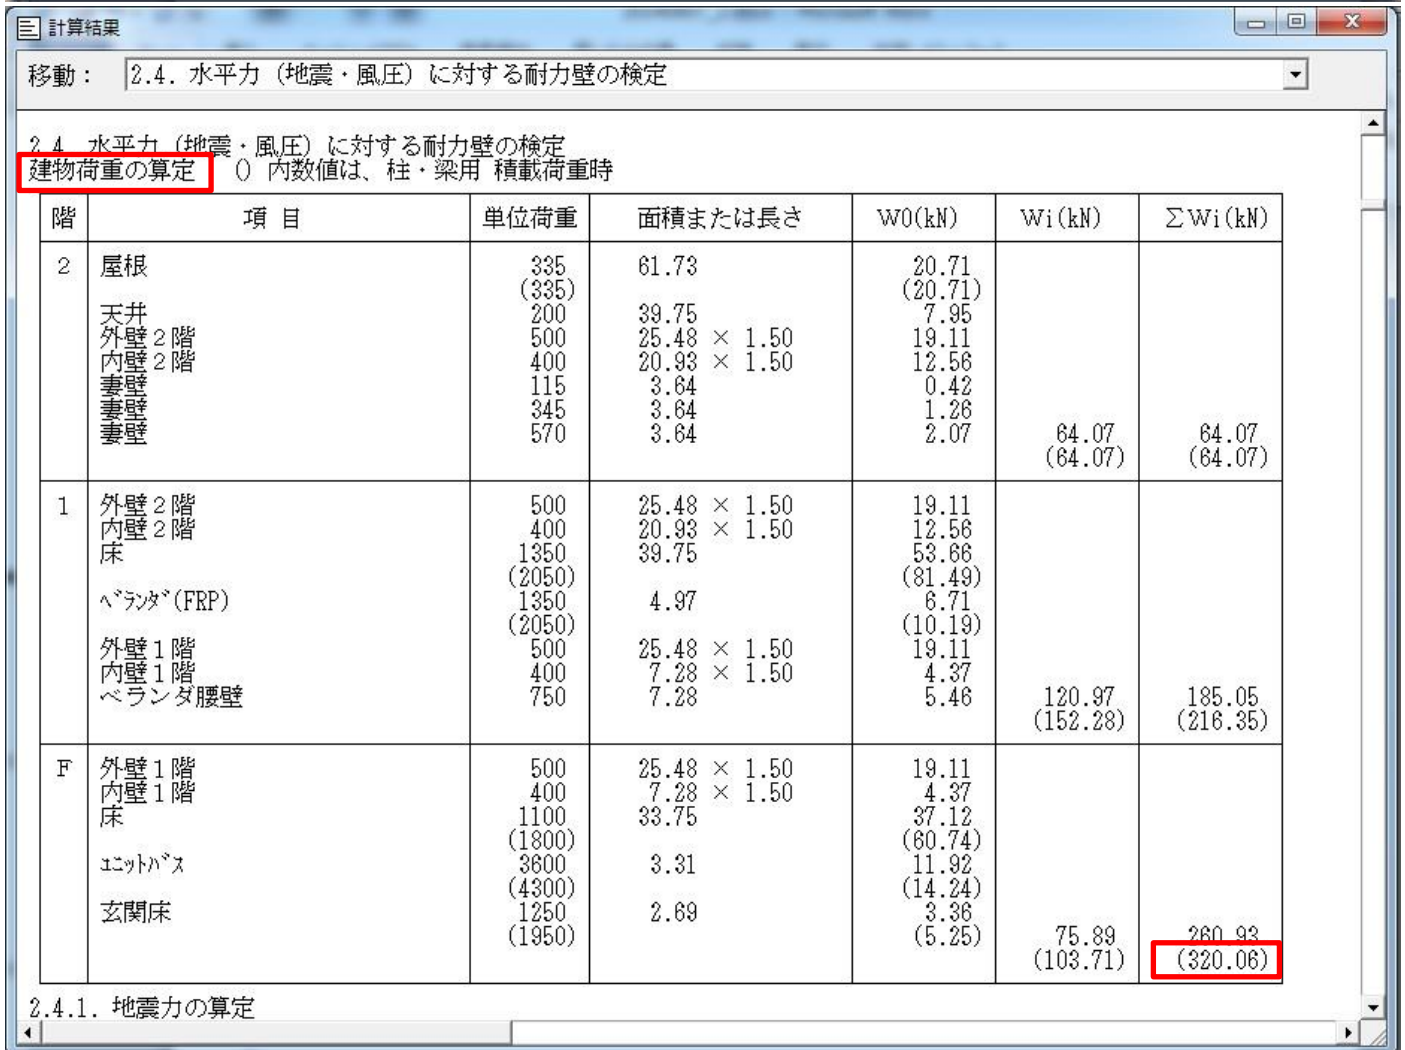 計算結果
移動： 2.4. 水平力（地震・風圧）に対する耐力壁の検定
2.4. 水平力（地震・風圧）に対する耐力壁の検定
建物荷重の算定 () 内数値は、柱・梁用 積載荷重時
階 項 目 単位荷重 面積または長さ W0(kN) Wi(kN) ΣWi(kN)
2 屋根 335 61.73 20.71
(335) (20.71)
天井 200 39.75 7.95
外壁２階 500 25.48 × 1.50 19.11
内壁２階 400 20.93 × 1.50 12.56
妻壁 115 3.64 0.42
妻壁 345 3.64 1.26
妻壁 570 3.64 2.07 64.07 64.07
(64.07) (64.07)
1 外壁２階 500 25.48 × 1.50 19.11
内壁２階 400 20.93 × 1.50 12.56
床 1350 39.75 53.66
(2050) (81.49)
ﾍﾞﾗﾝﾀﾞ(FRP) 1350 4.97 6.71
(2050) (10.19)
外壁１階 500 25.48 × 1.50 19.11
内壁１階 400 7.28 × 1.50 4.37
ベランダ腰壁 750 7.28 5.46 120.97 185.05
(152.28) (216.35)
F 外壁１階 500 25.48 × 1.50 19.11
内壁１階 400 7.28 × 1.50 4.37
床 1100 33.75 37.12
(1800) (60.74)
ﾕﾆｯﾄﾊﾞｽ 3600 3.31 11.92
(4300) (14.24)
玄関床 1250 2.69 3.36
(1950) (5.25) 75.89 260.93
(103.71) (320.06)
2.4.1. 地震力の算定